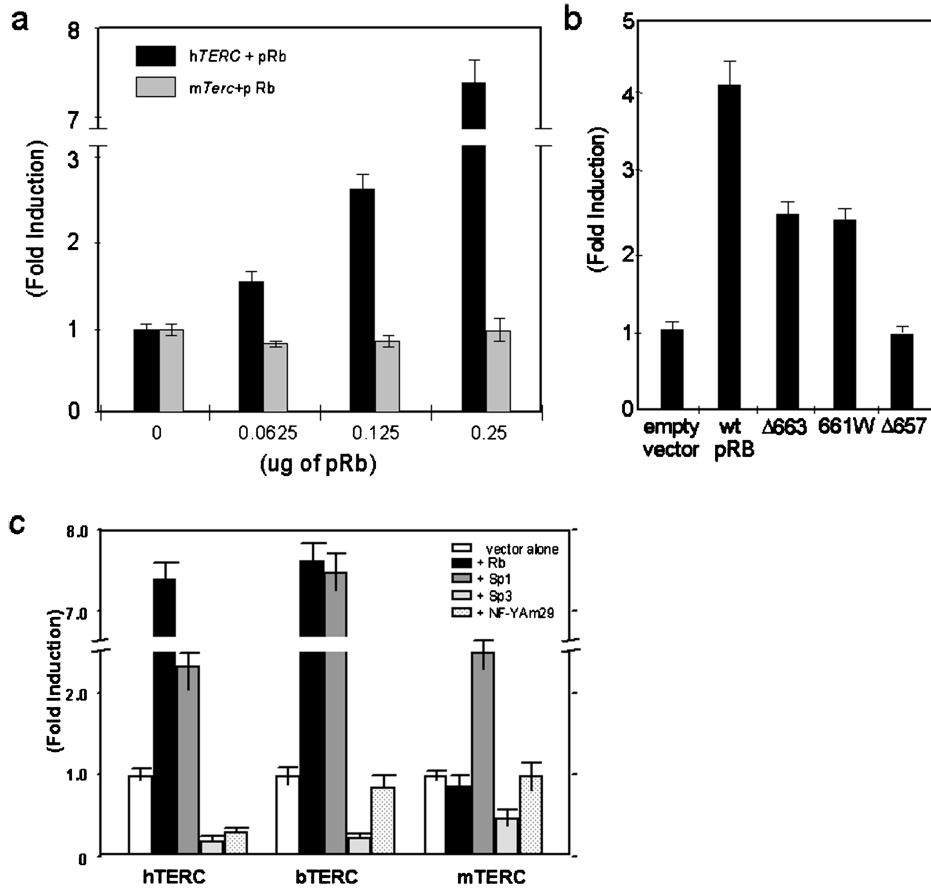 a
8
7
3
2
1
0
(Fold Induction)
hTERC + pRb
mTerc+p Rb
0 0.0625 0.125 0.25
(ug of pRb)
b
5
4
3
2
1
0
(Fold Induction)
empty vector
wt pRB
Δ663
661W
Δ657
c
8.0
7.0
2.0
1.0
0
(Fold Induction)
vector alone
+ Rb
+ Sp1
+ Sp3
+ NF-YAm29
hTERC bTERC mTERC